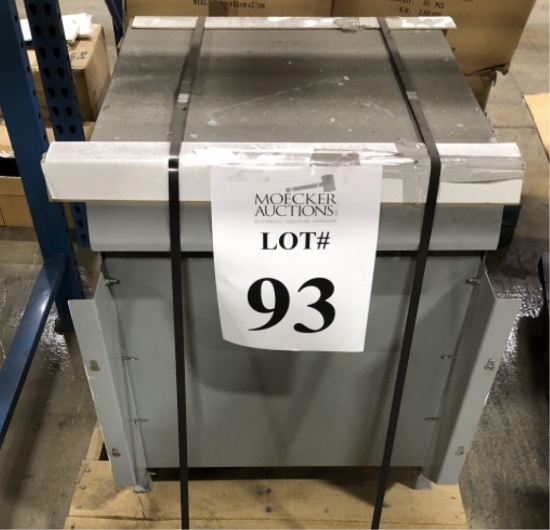 MOECKER
AUCTIONS
LOT#
93